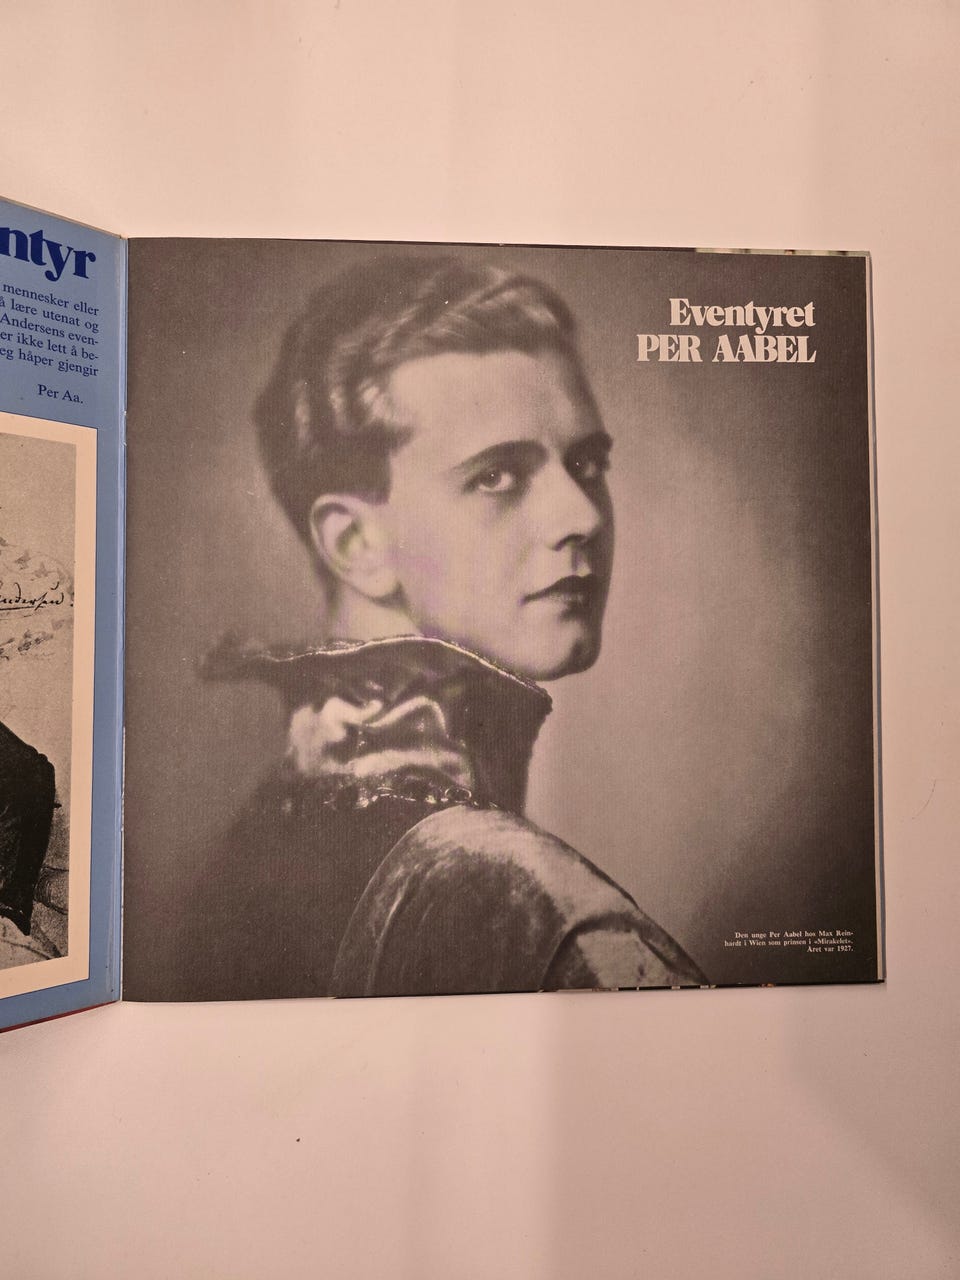 ntyr
mennesker eller
å lære utenat og
Andersens even-
er ikke lett å be-
eg håper gjengir
Per Aa.
ndersen.
Eventyret
PER AABEL
Den unge Per Aabel hos Max Rein-
hardt i Wien som prinsen i «Mirakelet».
Året var 1927.